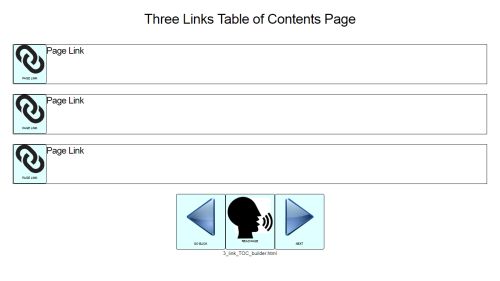 Three Links Table of Contents Page
Page Link
PAGE LINK
Page Link
PAGE LINK
Page Link
PAGE LINK
GO BACK
READ PAGE
NEXT
3_link_TOC_builder.html